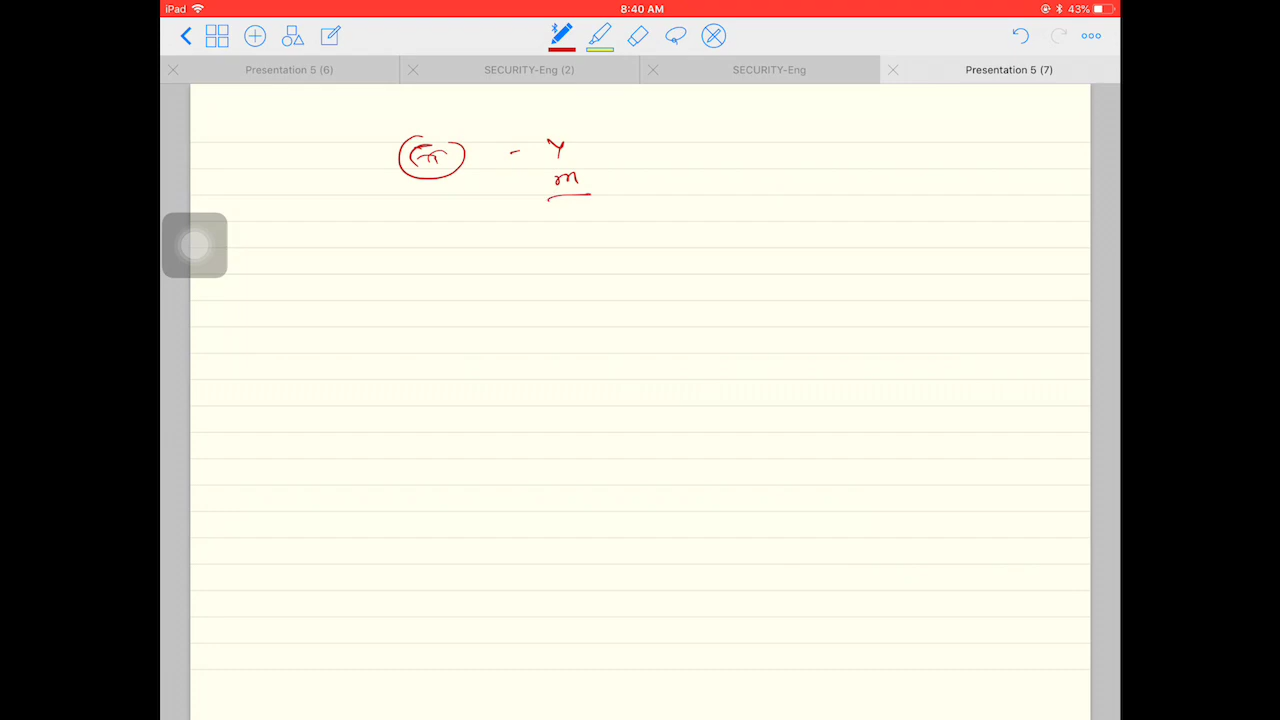 iPad 8:40 AM 43%
Presentation 5 (6) SECURITY-Eng (2) SECURITY-Eng Presentation 5 (7)
- Y
m